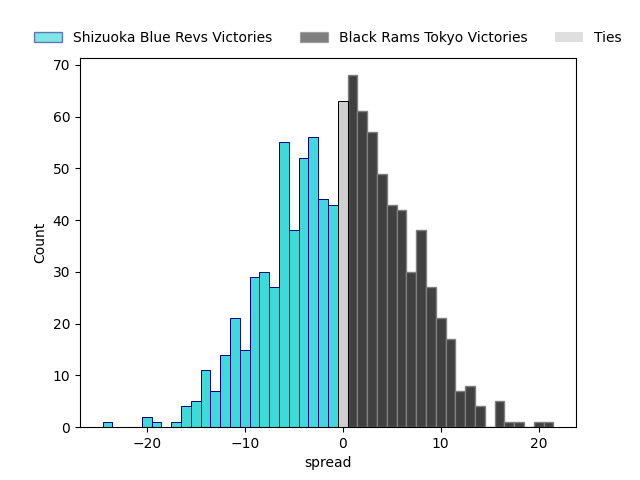 Shizuoka Blue Revs Victories Black Rams Tokyo Victories Ties
70
60
50
40
30
20
10
0
Count
−20 −10 0 10 20
spread